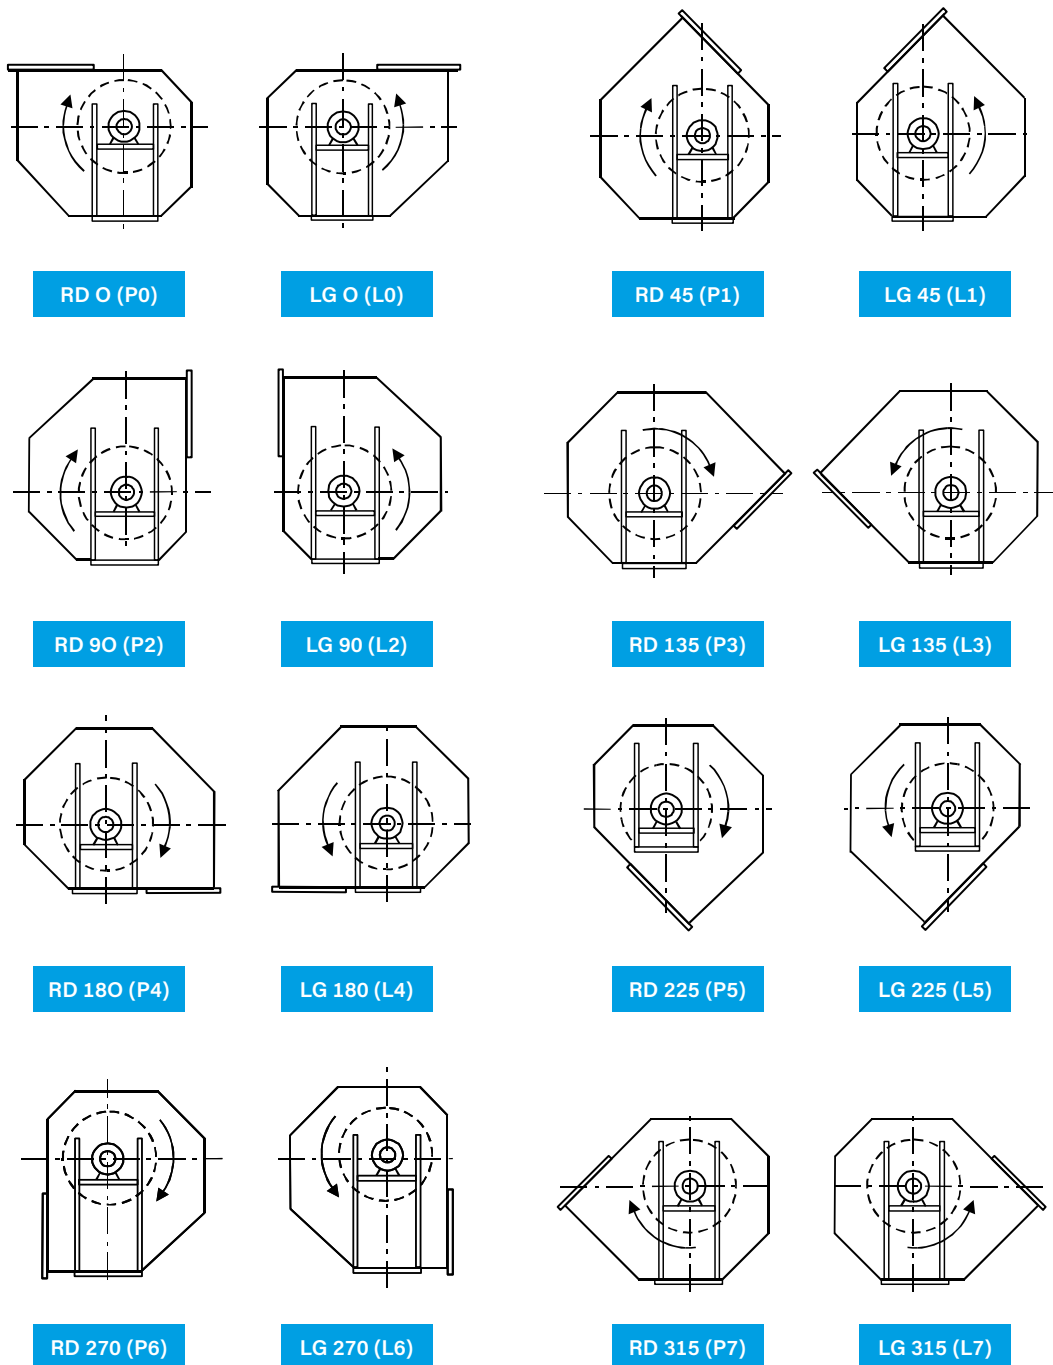 RD O (P0)
LG O (L0)
RD 45 (P1)
LG 45 (L1)
RD 9O (P2)
LG 90 (L2)
RD 135 (P3)
LG 135 (L3)
RD 18O (P4)
LG 180 (L4)
RD 225 (P5)
LG 225 (L5)
RD 270 (P6)
LG 270 (L6)
RD 315 (P7)
LG 315 (L7)